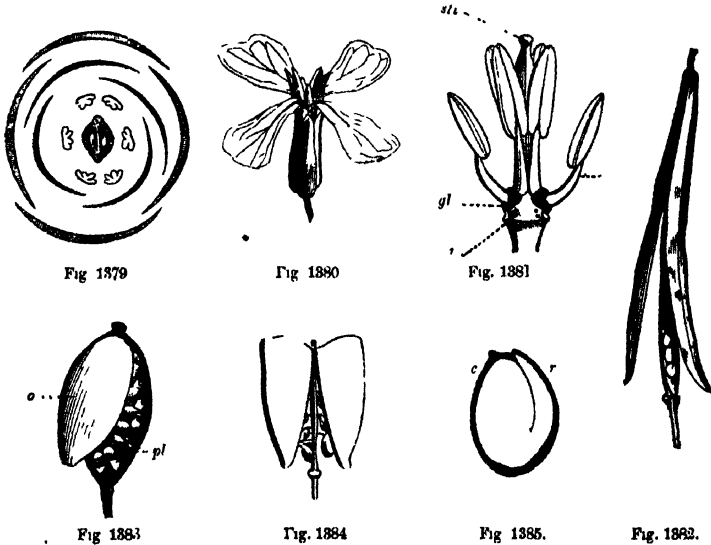 sti
Fig 1379
Fig 1380
gl
r
Fig. 1381
o
pl
Fig 1383
Fig. 1384
c
r
Fig 1385.
Fig. 1382.